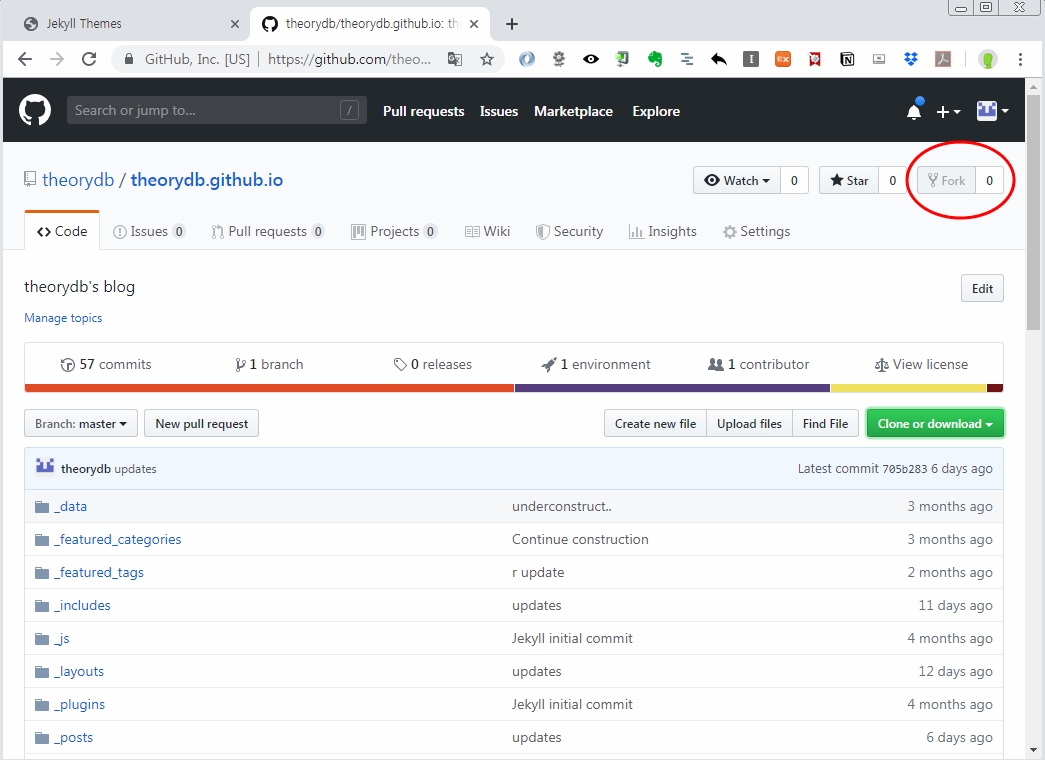 Jekyll Themes
theorydb/theorydb.github.io: th
GitHub, Inc. [US] | https://github.com/theo...
Search or jump to... /
Pull requests Issues Marketplace Explore
theorydb / theorydb.github.io
Watch 0 Star 0 Fork 0
Code Issues 0 Pull requests 0 Projects 0 Wiki Security Insights Settings
theorydb's blog
Edit
Manage topics
57 commits 1 branch 0 releases 1 environment 1 contributor View license
Branch: master New pull request Create new file Upload files Find File Clone or download
theorydb updates Latest commit 705b283 6 days ago
_data underconstruct.. 3 months ago
_featured_categories Continue construction 3 months ago
_featured_tags r update 2 months ago
_includes updates 11 days ago
_js Jekyll initial commit 4 months ago
_layouts updates 12 days ago
_plugins Jekyll initial commit 4 months ago
_posts updates 6 days ago